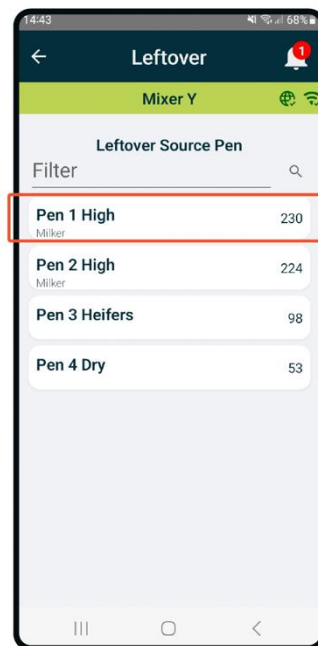 14:43 68%
Leftover
1
Mixer Y
Leftover Source Pen
Filter
Pen 1 High 230
Milker
Pen 2 High 224
Milker
Pen 3 Heifers 98
Pen 4 Dry 53